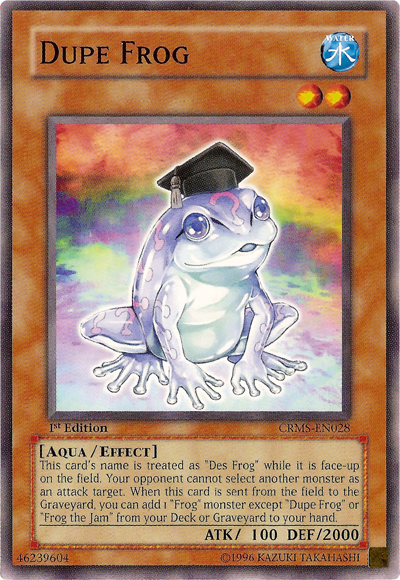 Dupe Frog
WATER
水
1st Edition
CRMS-EN028
[Aqua / Effect]
This card's name is treated as "Des Frog" while it is face-up
on the field. Your opponent cannot select another monster as
an attack target. When this card is sent from the field to the
Graveyard, you can add 1 "Frog" monster except "Dupe Frog" or
"Frog the Jam" from your Deck or Graveyard to your hand.
ATK/ 100 DEF/2000
46239604
©1996 KAZUKI TAKAHASHI